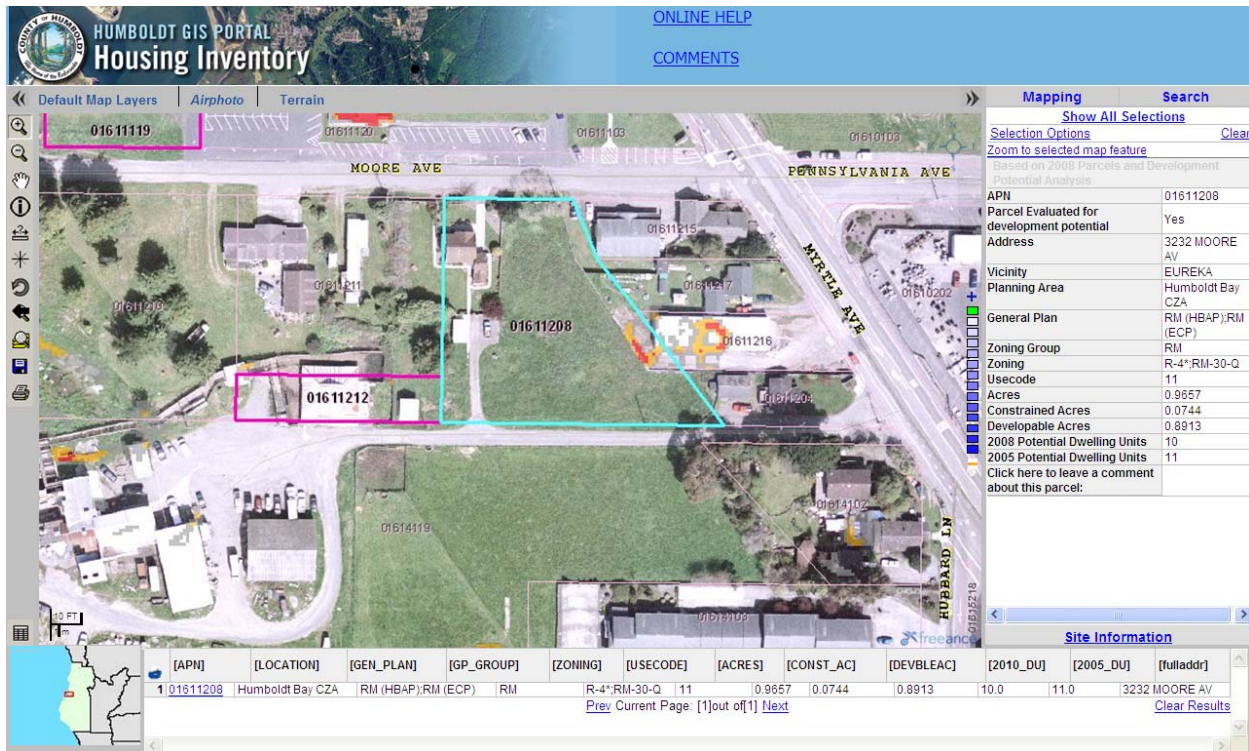 COUNTY OF HUMBOLDT
HUMBOLDT GIS PORTAL
Housing Inventory
ONLINE HELP
COMMENTS
Default Map Layers | Airphoto | Terrain
Mapping Search
Show All Selections
Selection Options Clear
Zoom to selected map feature
Based on 2008 Parcels and Development
Potential Analysis
APN 01611208
Parcel Evaluated for
development potential Yes
Address 3232 MOORE
AV
Vicinity EUREKA
Planning Area Humboldt Bay
CZA
General Plan RM (HBAP);RM
(ECP)
Zoning Group RM
Zoning R-4*;RM-30-Q
Usecode 11
Acres 0.9657
Constrained Acres 0.0744
Developable Acres 0.8913
2008 Potential Dwelling Units 10
2005 Potential Dwelling Units 11
Click here to leave a comment
about this parcel:
Site Information
01611119
01611120
01611103
01610103
MOORE AVE
PENNSYLVANIA AVE
01611215
MYRTLE AVE
01611211
01611217
01610202
01611208
01611216
01611212
01611204
01614119
01614102
HUBBARD LN
01614103
01615218
10 FT
m
freeance
[APN] [LOCATION] [GEN_PLAN] [GP_GROUP] [ZONING] [USECODE] [ACRES] [CONST_AC] [DEVBLEAC] [2010_DU] [2005_DU] [fulladdr]
1 01611208 Humboldt Bay CZA RM (HBAP);RM (ECP) RM R-4*;RM-30-Q 11 0.9657 0.0744 0.8913 10.0 11.0 3232 MOORE AV
Prev Current Page: [1]out of[1] Next Clear Results